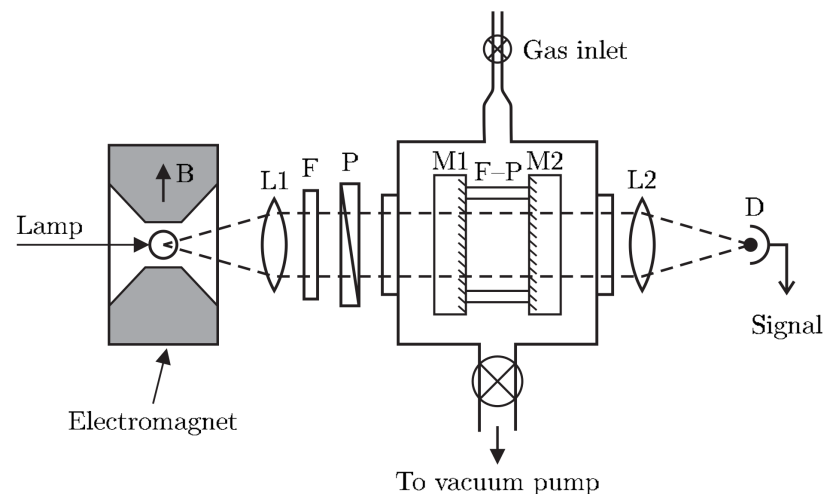 Gas inlet
B
L1
F
P
M1
F–P
M2
L2
D
Lamp
Signal
Electromagnet
To vacuum pump